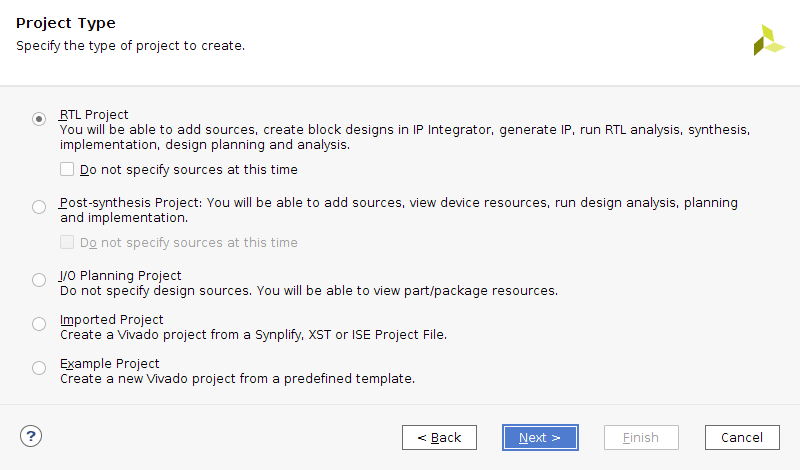 Project Type
Specify the type of project to create.
RTL Project
You will be able to add sources, create block designs in IP Integrator, generate IP, run RTL analysis, synthesis,
implementation, design planning and analysis.
Do not specify sources at this time
Post-synthesis Project: You will be able to add sources, view device resources, run design analysis, planning
and implementation.
Do not specify sources at this time
I/O Planning Project
Do not specify design sources. You will be able to view part/package resources.
Imported Project
Create a Vivado project from a Synplify, XST or ISE Project File.
Example Project
Create a new Vivado project from a predefined template.
? < Back Next > Finish Cancel